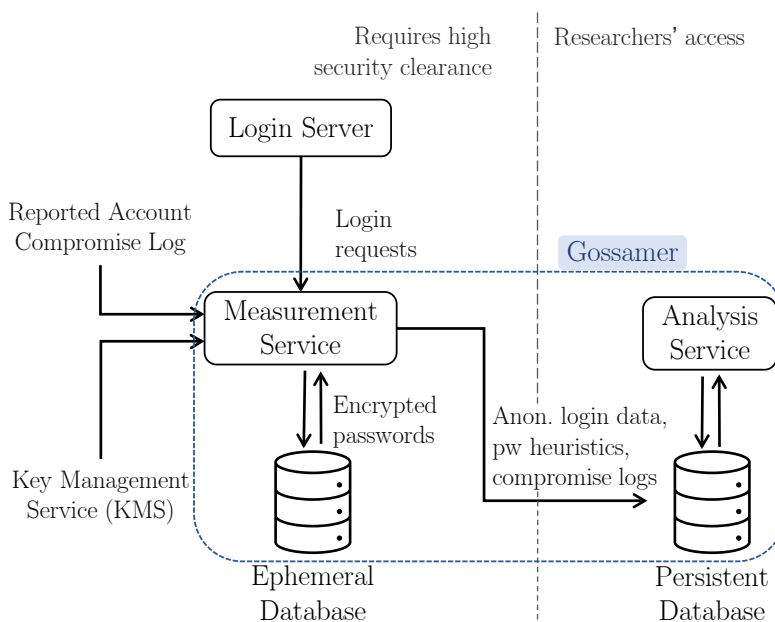 Requires high
security clearance
Researchers' access
Login Server
Reported Account
Compromise Log
Login
requests
Gossamer
Measurement
Service
Analysis
Service
Encrypted
passwords
Anon. login data,
pw heuristics,
compromise logs
Key Management
Service (KMS)
Ephemeral
Database
Persistent
Database